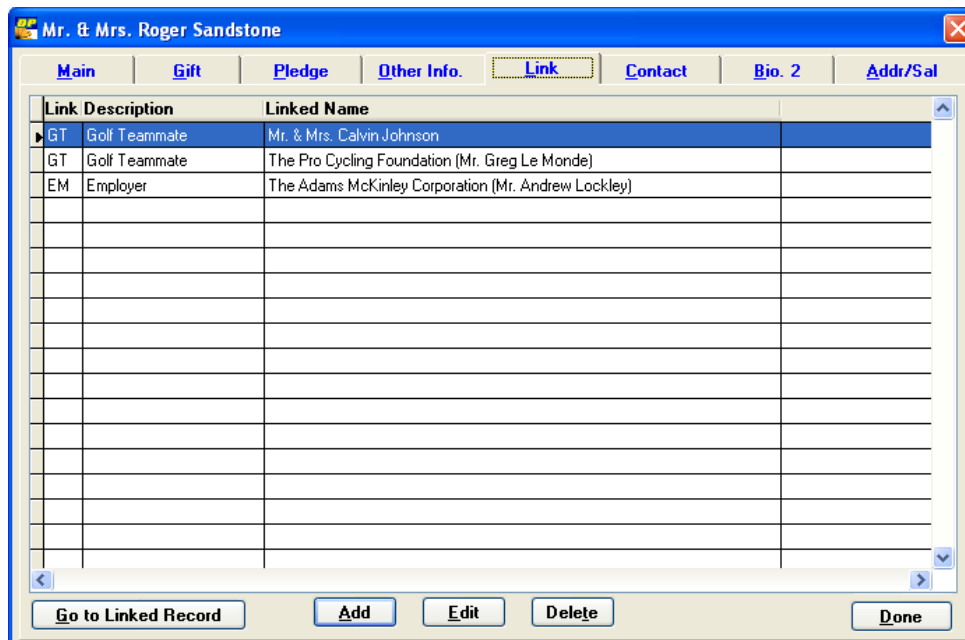 Mr. & Mrs. Roger Sandstone
Main Gift Pledge Other Info. Link Contact Bio. 2 Addr/Sal
Link Description Linked Name
GT Golf Teammate Mr. & Mrs. Calvin Johnson
GT Golf Teammate The Pro Cycling Foundation (Mr. Greg Le Monde)
EM Employer The Adams McKinley Corporation (Mr. Andrew Lockley)
Go to Linked Record Add Edit Delete Done